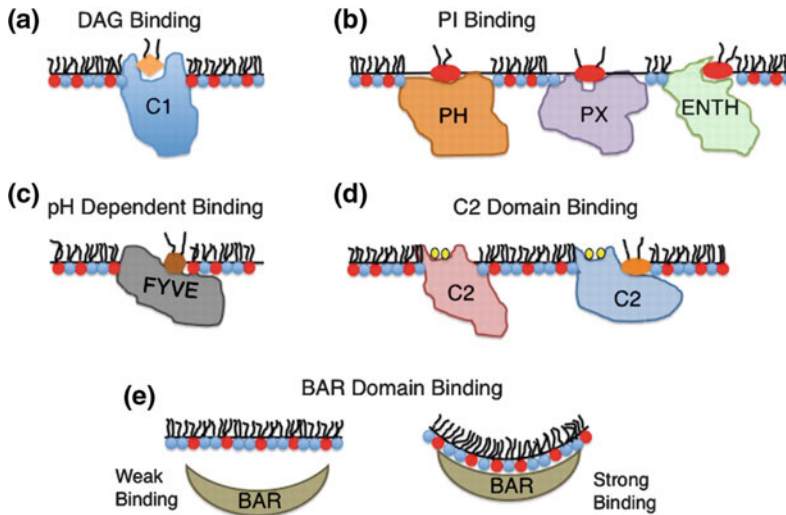 (a) DAG Binding
C1
(b) PI Binding
PH PX ENTH
(c) pH Dependent Binding
FYVE
(d) C2 Domain Binding
C2 C2
(e) BAR Domain Binding
Weak
Binding
BAR
BAR
Strong
Binding